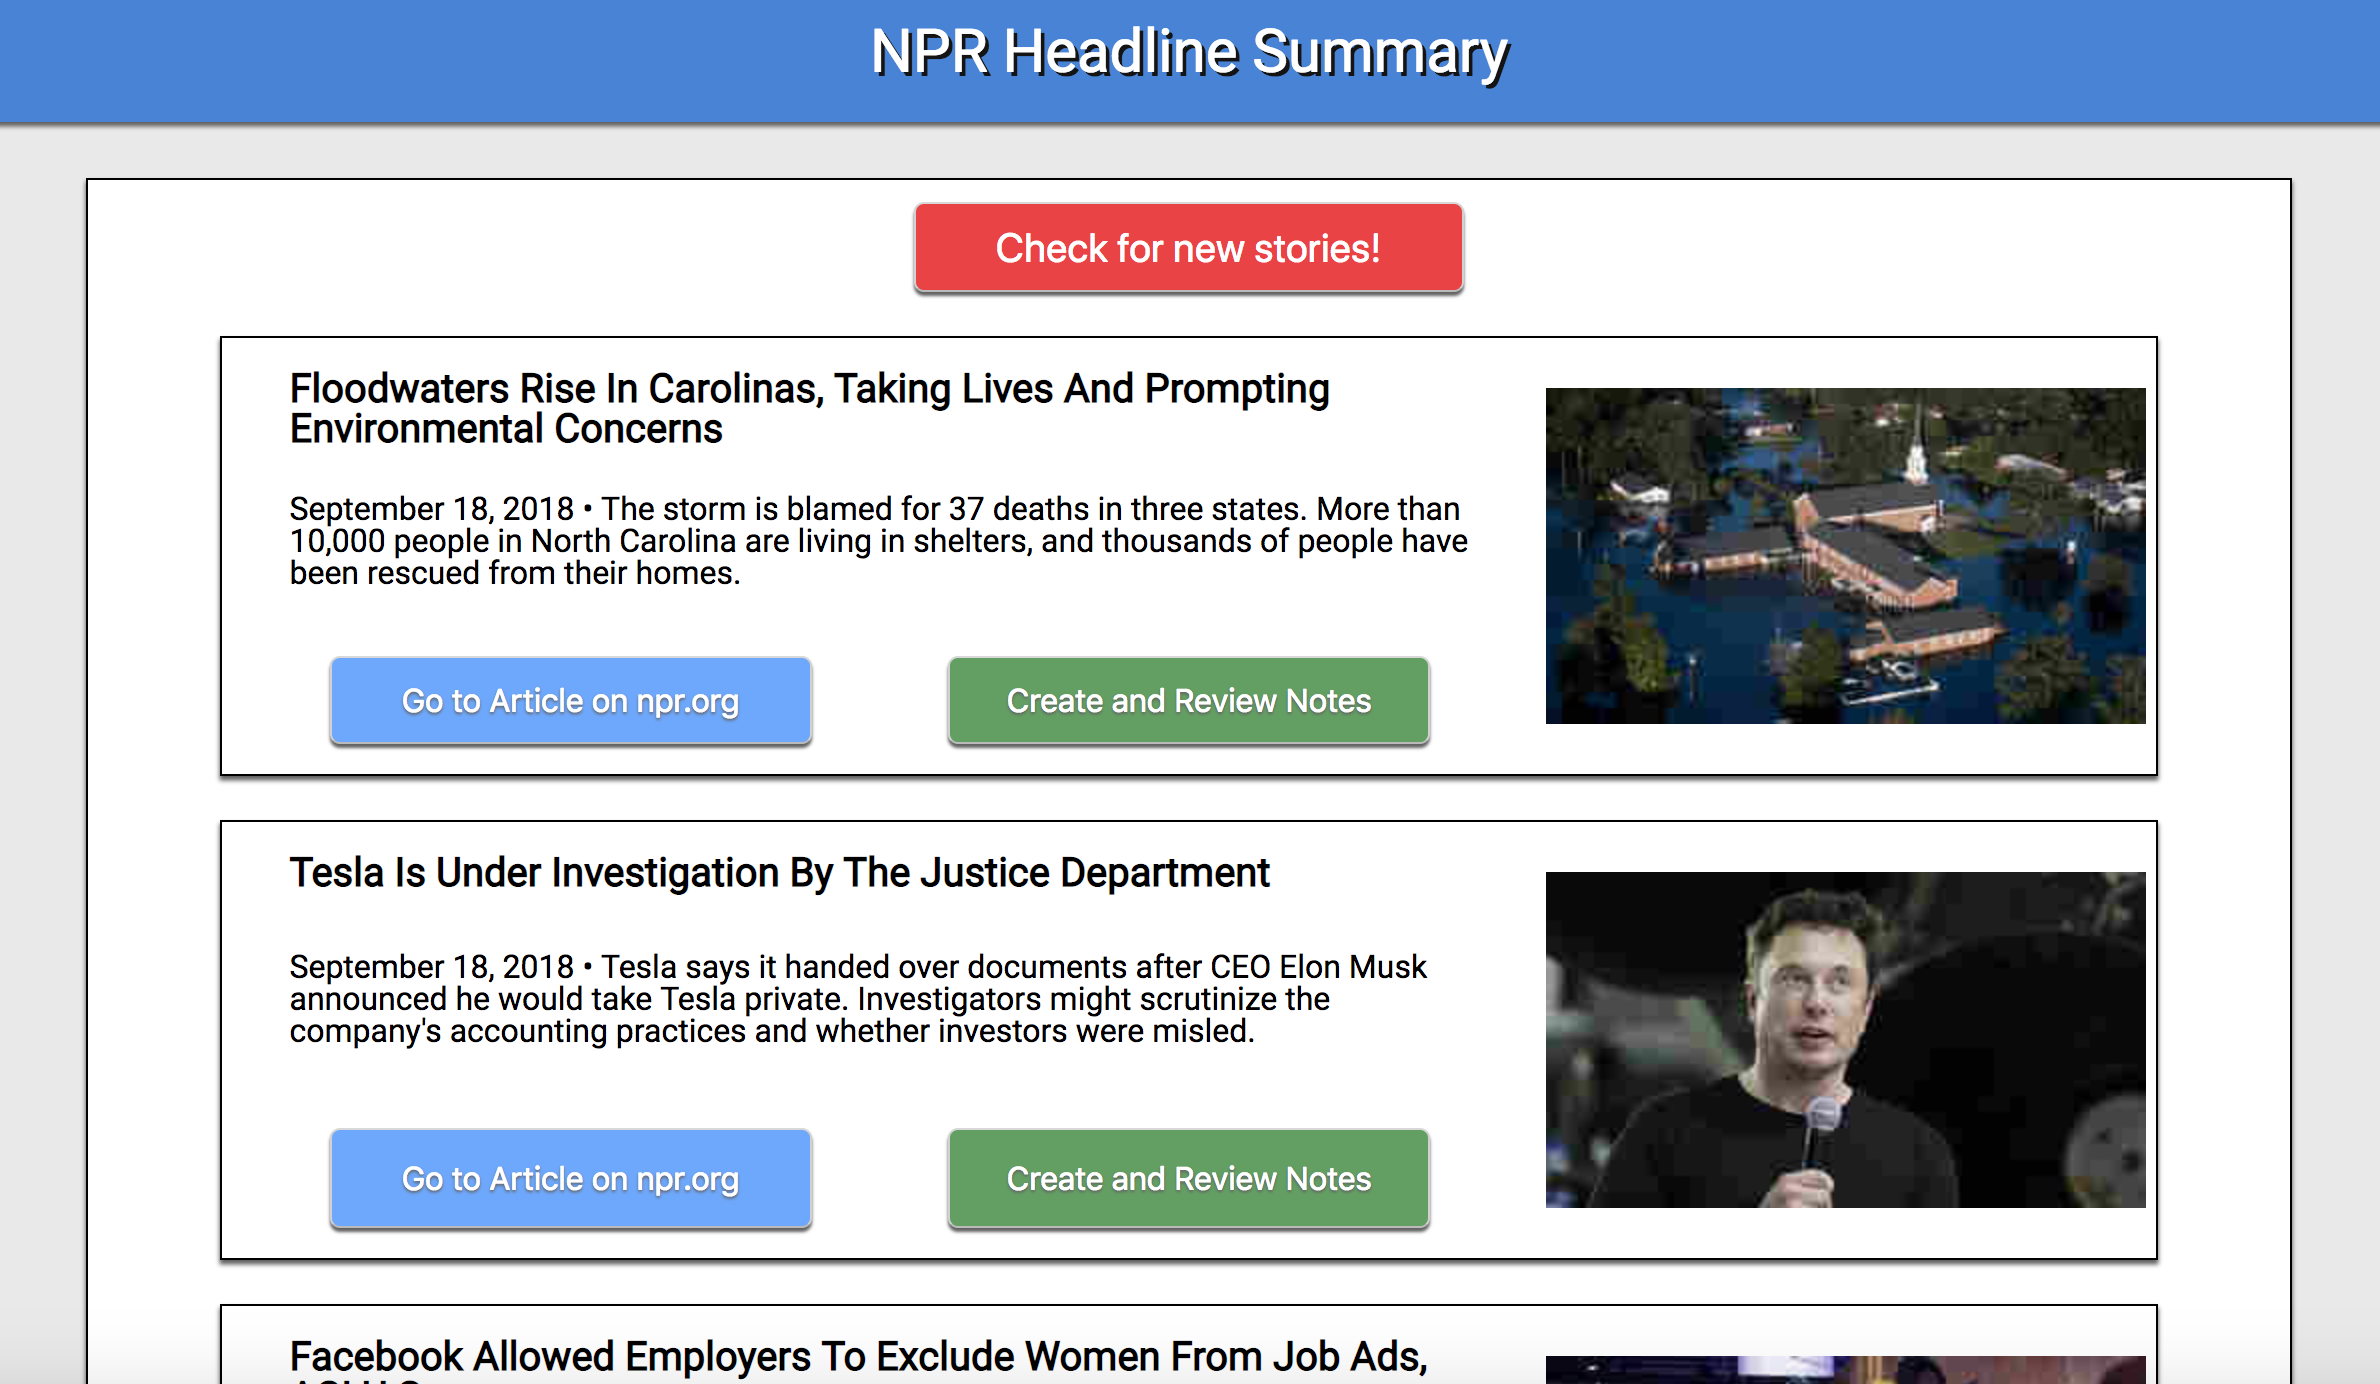 NPR Headline Summary
Check for new stories!
Floodwaters Rise In Carolinas, Taking Lives And Prompting
Environmental Concerns
September 18, 2018 • The storm is blamed for 37 deaths in three states. More than
10,000 people in North Carolina are living in shelters, and thousands of people have
been rescued from their homes.
Go to Article on npr.org
Create and Review Notes
Tesla Is Under Investigation By The Justice Department
September 18, 2018 • Tesla says it handed over documents after CEO Elon Musk
announced he would take Tesla private. Investigators might scrutinize the
company's accounting practices and whether investors were misled.
Go to Article on npr.org
Create and Review Notes
Facebook Allowed Employers To Exclude Women From Job Ads,